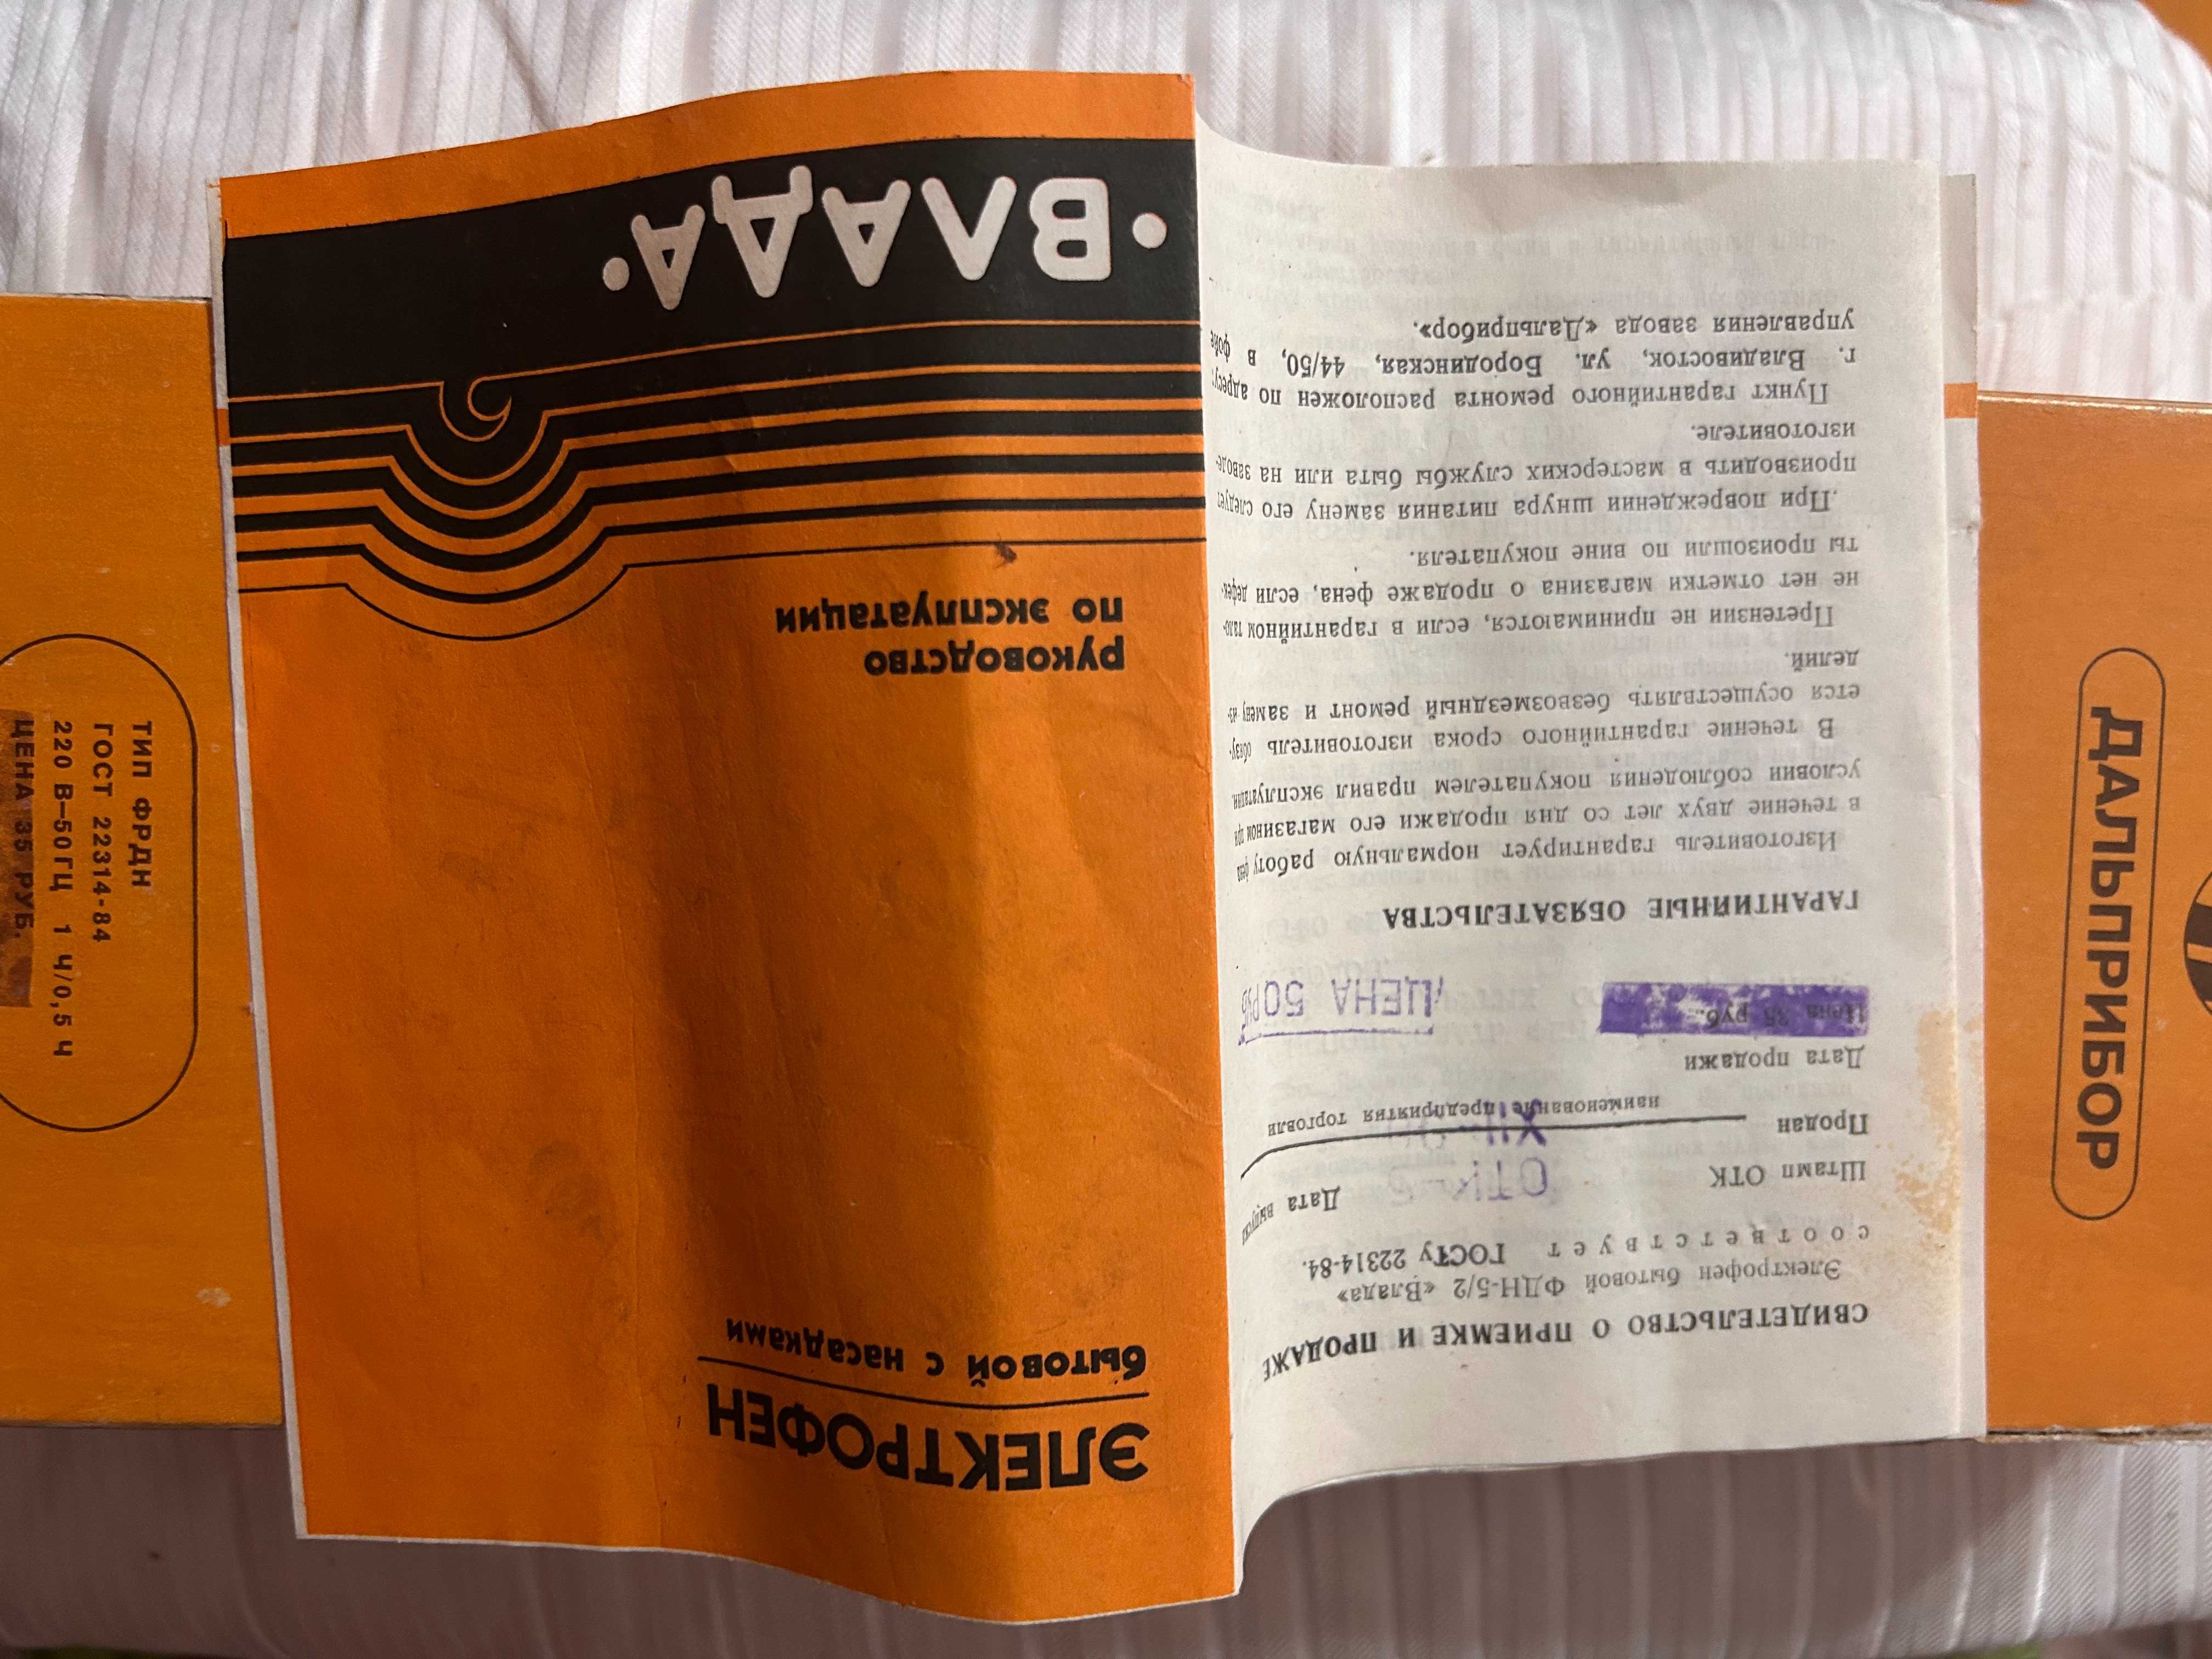 ЭЛЕКТРОФЕН
бытовой с насадками
руководство
по эксплуатации
•ВЛАДА•
СВИДЕТЕЛЬСТВО О ПРИЕМКЕ И ПРОДАЖЕ
Электрофен бытовой ФДН-5/2 «Влада»
соответствует ГОСТу 22314-84.
Штамп ОТК ОТК Дата выпуска
Продан
наименование предприятия торговли
Дата продажи
Цена 35 руб.
ЦЕНА 50 РУБ
ГАРАНТИЙНЫЕ ОБЯЗАТЕЛЬСТВА
Изготовитель гарантирует нормальную работу фена
в течение двух лет со дня продажи его магазином при
условии соблюдения покупателем правил эксплуатации.
В течение гарантийного срока изготовитель обязу-
ется осуществлять безвозмездный ремонт и замену из-
делий.
Претензии не принимаются, если в гарантийном тало-
не нет отметки магазина о продаже фена, если дефек-
ты произошли по вине покупателя.
При повреждении шнура питания замену его следует
производить в мастерских службы быта или на заводе-
изготовителе.
Пункт гарантийного ремонта расположен по адресу:
г. Владивосток, ул. Бородинская, 44/50, в фойе
управления завода «Дальприбор».
ТИП ФРДН
ГОСТ 22314-84
220 В—50ГЦ 1 Ч/0,5 Ч
ЦЕНА 35 РУБ.
ДАЛЬПРИБОР